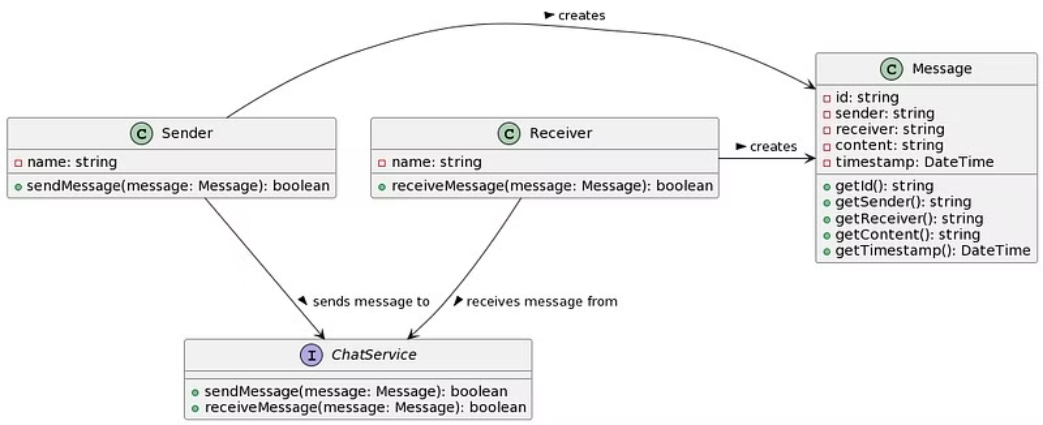 creates
C Message
id: string
sender: string
receiver: string
content: string
timestamp: DateTime
getId(): string
getSender(): string
getReceiver(): string
getContent(): string
getTimestamp(): DateTime
C Sender
name: string
sendMessage(message: Message): boolean
C Receiver
name: string
receiveMessage(message: Message): boolean
creates
sends message to
receives message from
I ChatService
sendMessage(message: Message): boolean
receiveMessage(message: Message): boolean